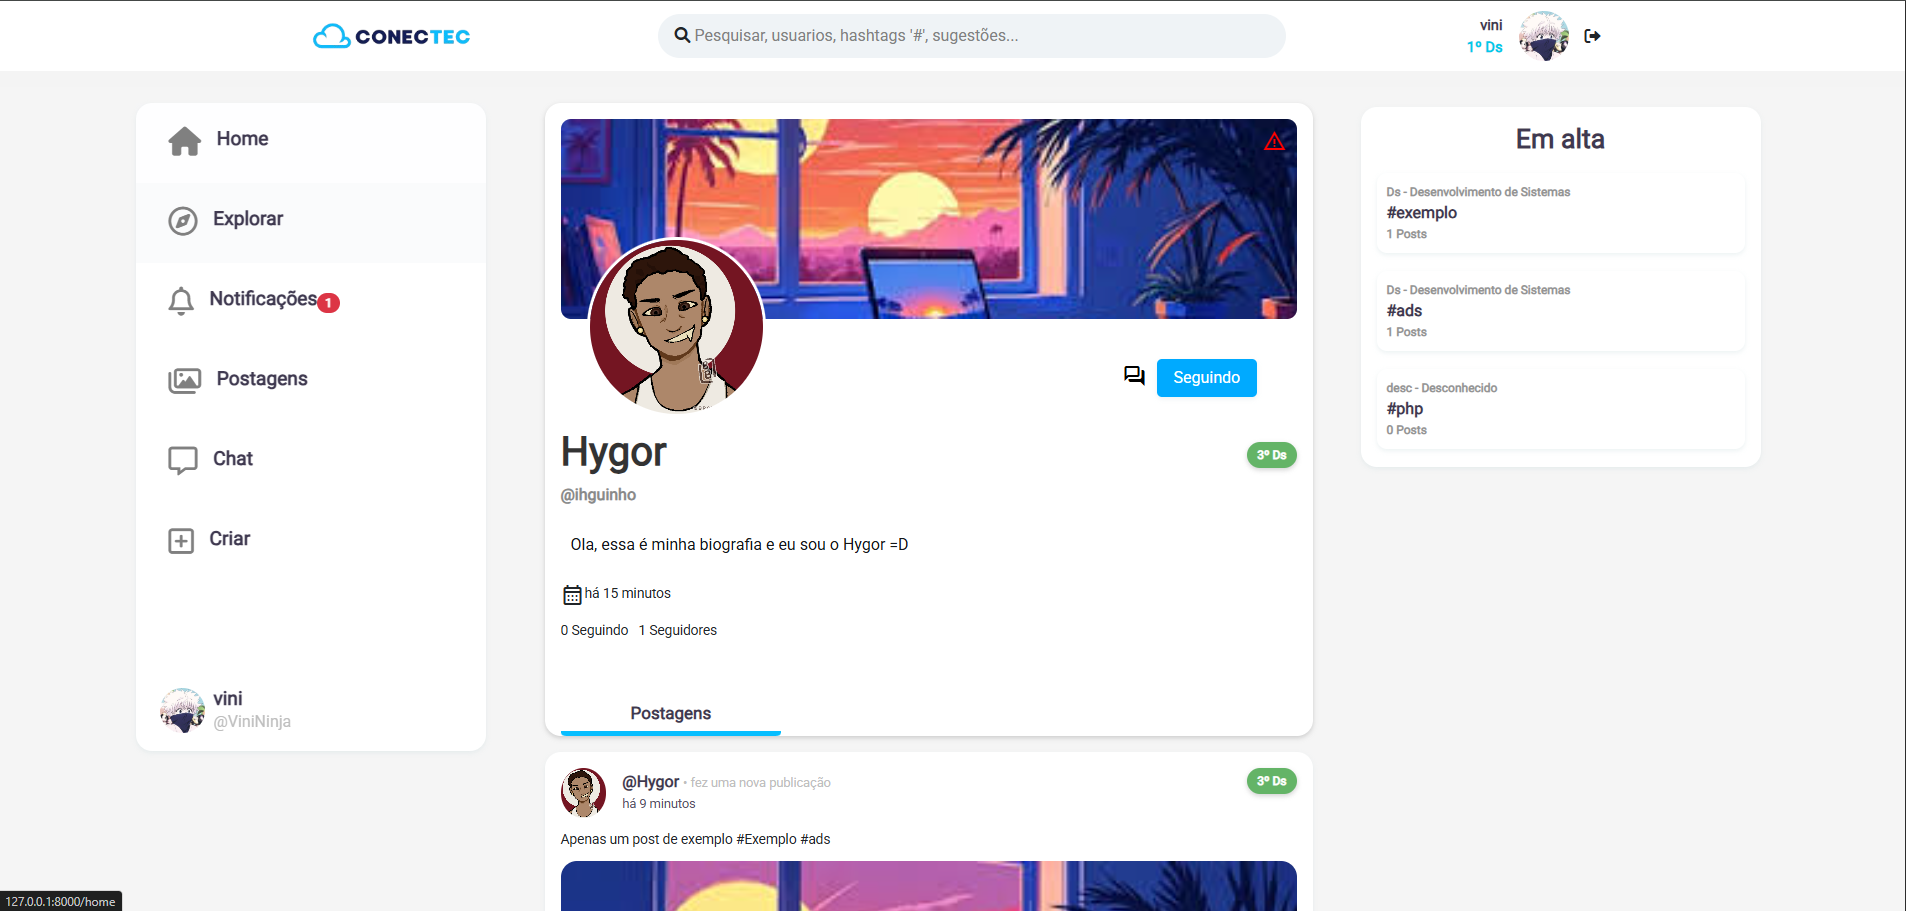 CONECTEC
Pesquisar, usuarios, hashtags '#', sugestões...
vini
1º Ds
Home
Explorar
Notificações 1
Postagens
Chat
Criar
vini
@ViniNinja
Seguindo
Hygor
3º Ds
@ihguinho
Ola, essa é minha biografia e eu sou o Hygor =D
há 15 minutos
0 Seguindo 1 Seguidores
Postagens
@Hygor • fez uma nova publicação
3º Ds
há 9 minutos
Apenas um post de exemplo #Exemplo #ads
Em alta
Ds - Desenvolvimento de Sistemas
#exemplo
1 Posts
Ds - Desenvolvimento de Sistemas
#ads
1 Posts
desc - Desconhecido
#php
0 Posts
127.0.0.1:8000/home